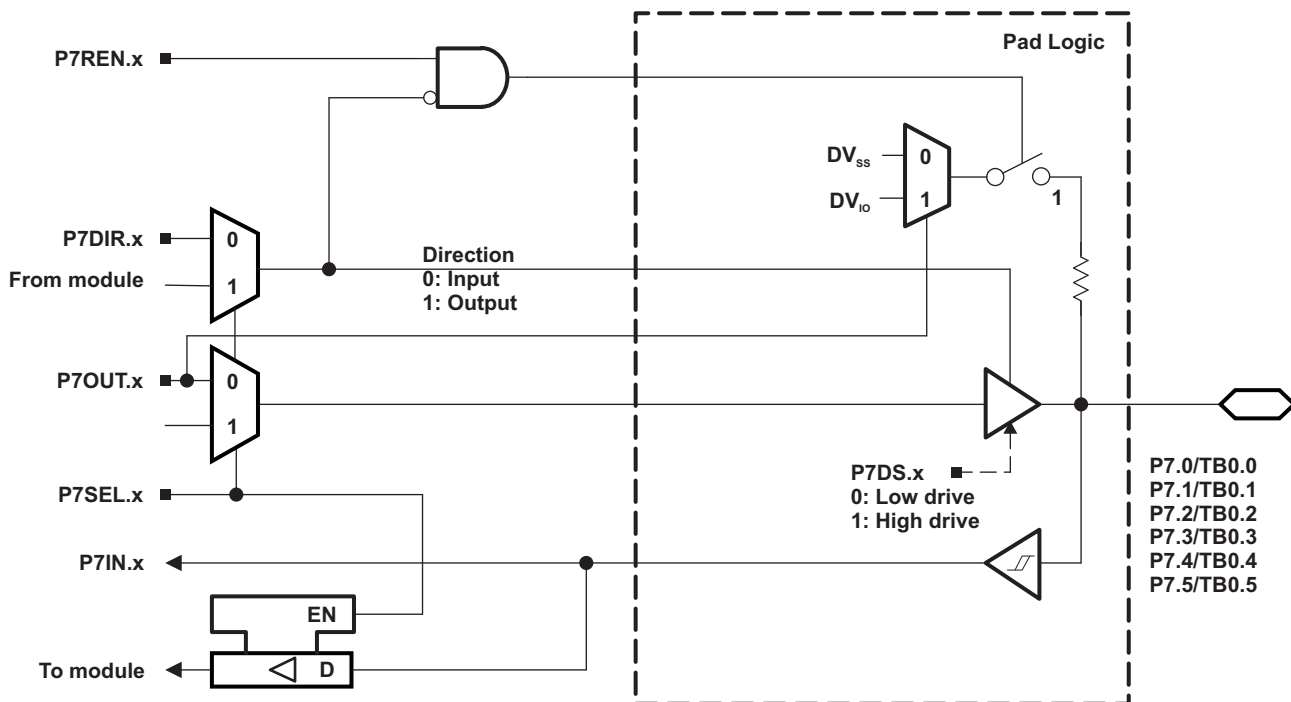 Pad Logic
P7REN.x
DVSS
0
DVIO
1
1
P7DIR.x
0
From module
1
Direction
0: Input
1: Output
P7OUT.x
0
1
P7SEL.x
P7DS.x
0: Low drive
1: High drive
P7.0/TB0.0
P7.1/TB0.1
P7.2/TB0.2
P7.3/TB0.3
P7.4/TB0.4
P7.5/TB0.5
P7IN.x
EN
To module
D